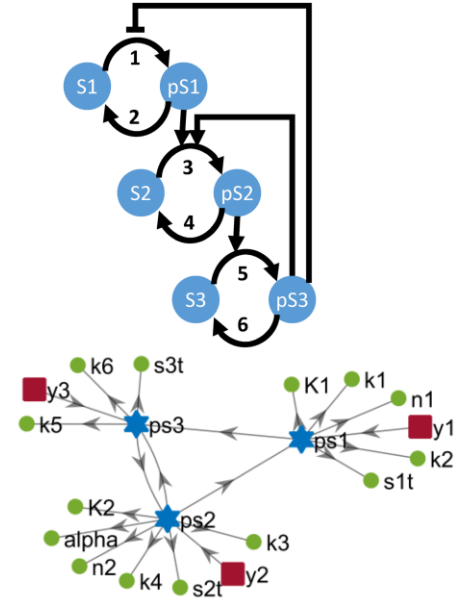 1
S1 pS1
2
3
S2 pS2
4
5
S3 pS3
6
k6 s3t
y3
k5 ps3
K1 k1
n1
ps1 y1
k2
s1t
K2
ps2
alpha k3
n2
k4 s2t y2